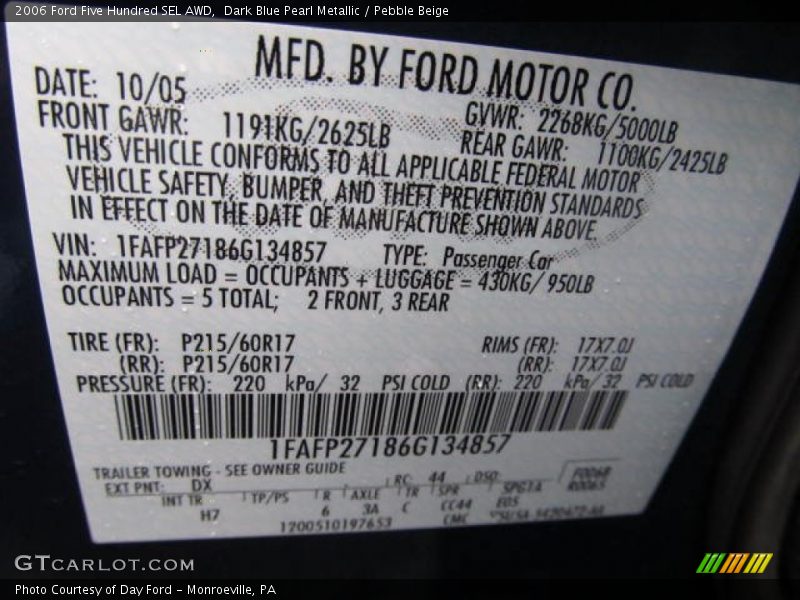 2006 Ford Five Hundred SEL AWD,  Dark Blue Pearl Metallic / Pebble Beige
MFD. BY FORD MOTOR CO.
DATE: 10/05 GVWR: 2268KG/5000LB
FRONT GAWR: 1191KG/2625LB REAR GAWR: 1100KG/2425LB
THIS VEHICLE CONFORMS TO ALL APPLICABLE FEDERAL MOTOR
VEHICLE SAFETY, BUMPER, AND THEFT PREVENTION STANDARDS
IN EFFECT ON THE DATE OF MANUFACTURE SHOWN ABOVE.
VIN: 1FAFP27186G134857 TYPE: Passenger Car
MAXIMUM LOAD = OCCUPANTS + LUGGAGE = 430KG/ 950LB
OCCUPANTS = 5 TOTAL; 2 FRONT, 3 REAR
TIRE (FR): P215/60R17 RIMS (FR): 17X7.0J
(RR): P215/60R17 (RR): 17X7.0J
PRESSURE (FR): 220 kPa/ 32 PSI COLD (RR): 220 kPa/ 32 PSI COLD
1FAFP27186G134857
TRAILER TOWING - SEE OWNER GUIDE
EXT PNT: DX RC: 44 DSO: F0068
INT TR TP/PS R AXLE TR SPR SPG1A R0065
H7 6 3A C CC44 EOS
1200510197653 CMC
GTCARLOT.COM
Photo Courtesy of Day Ford – Monroeville, PA